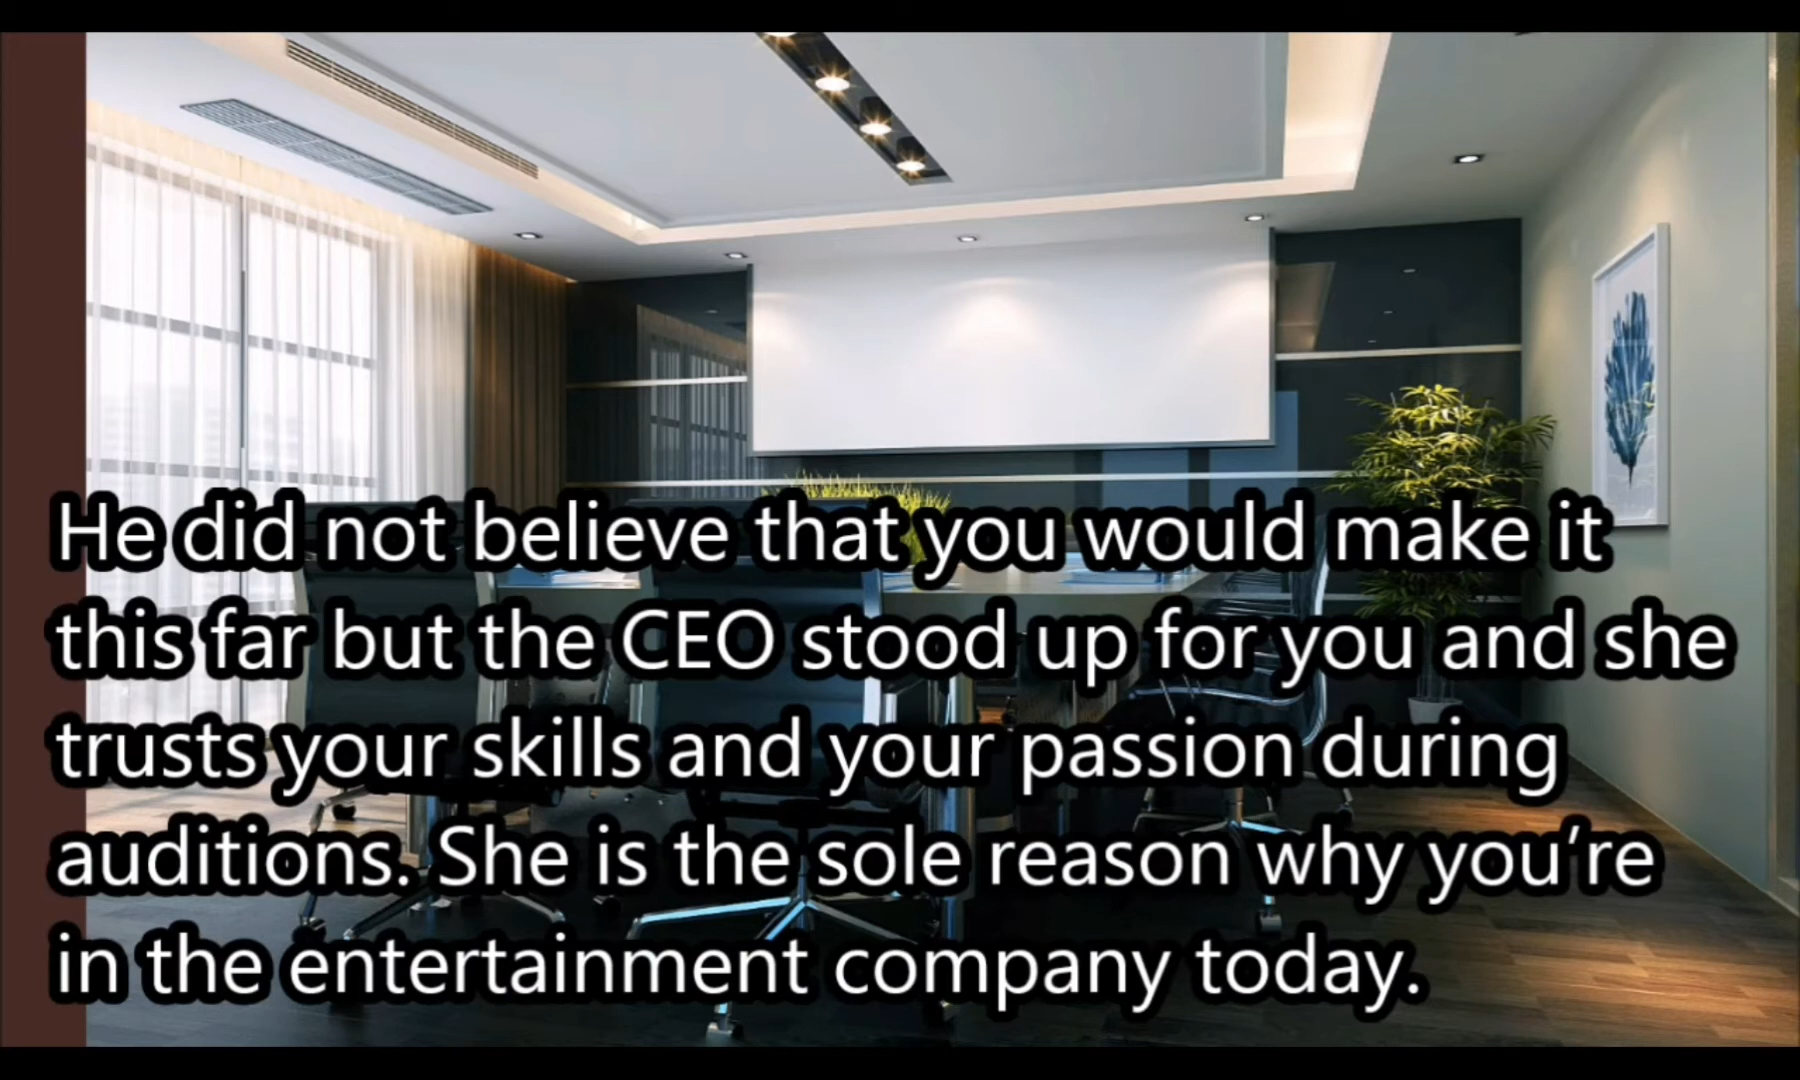 He did not believe that you would make it
this far but the CEO stood up for you and she
trusts your skills and your passion during
auditions. She is the sole reason why you’re
in the entertainment company today.